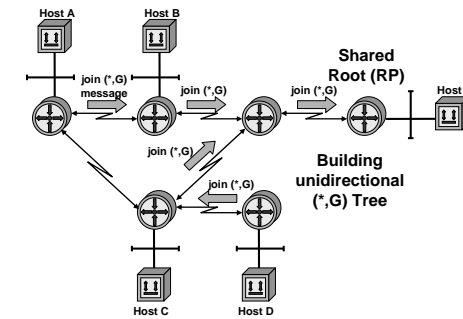 Host A
Host B
join (*,G)
message
join (*,G)
join (*,G)
Shared
Root (RP)
Host
join (*,G)
Building
unidirectional
(*,G) Tree
join (*,G)
Host C
Host D